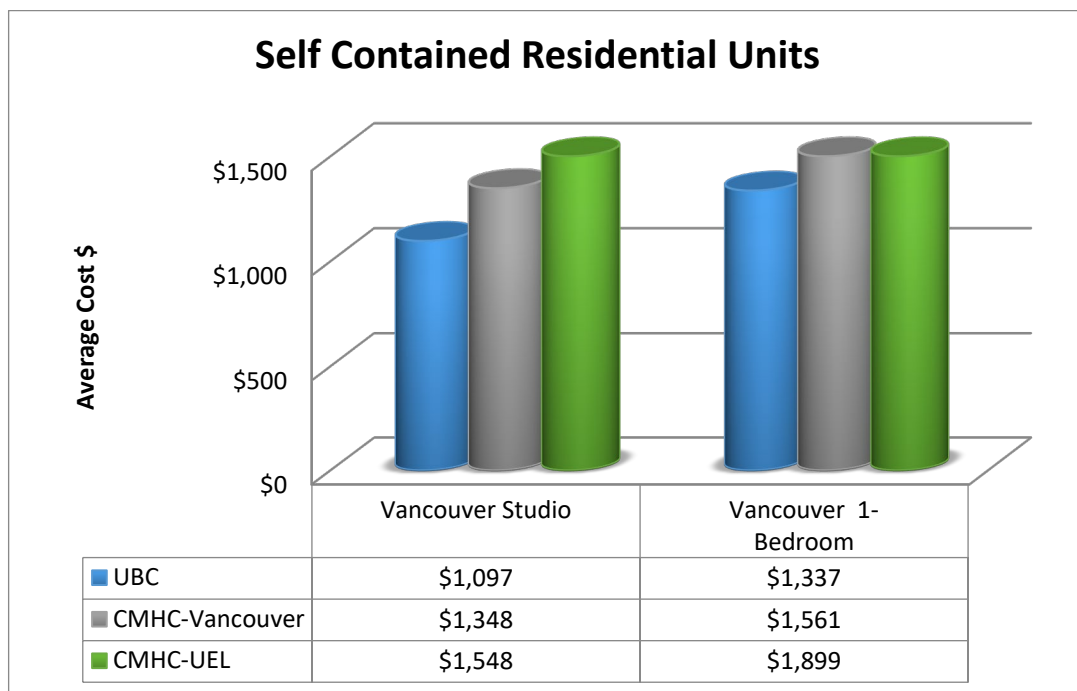 Self Contained Residential Units
Average Cost $
$1,500
$1,000
$500
$0
Vancouver Studio
Vancouver 1-
Bedroom
UBC $1,097 $1,337
CMHC-Vancouver $1,348 $1,561
CMHC-UEL $1,548 $1,899